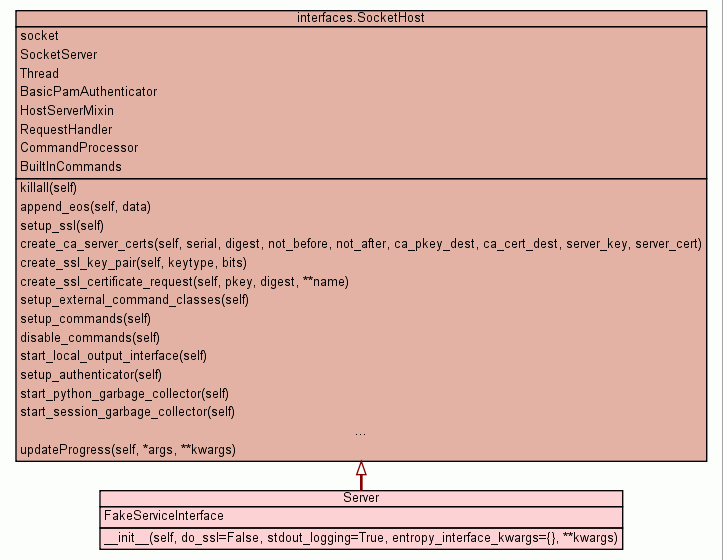 interfaces.SocketHost
socket
SocketServer
Thread
BasicPamAuthenticator
HostServerMixin
RequestHandler
CommandProcessor
BuiltInCommands
killall(self)
append_eos(self, data)
setup_ssl(self)
create_ca_server_certs(self, serial, digest, not_before, not_after, ca_pkey_dest, ca_cert_dest, server_key, server_cert)
create_ssl_key_pair(self, keytype, bits)
create_ssl_certificate_request(self, pkey, digest, **name)
setup_external_command_classes(self)
setup_commands(self)
disable_commands(self)
start_local_output_interface(self)
setup_authenticator(self)
start_python_garbage_collector(self)
start_session_garbage_collector(self)
...
updateProgress(self, *args, **kwargs)
Server
FakeServiceInterface
__init__(self, do_ssl=False, stdout_logging=True, entropy_interface_kwargs={}, **kwargs)